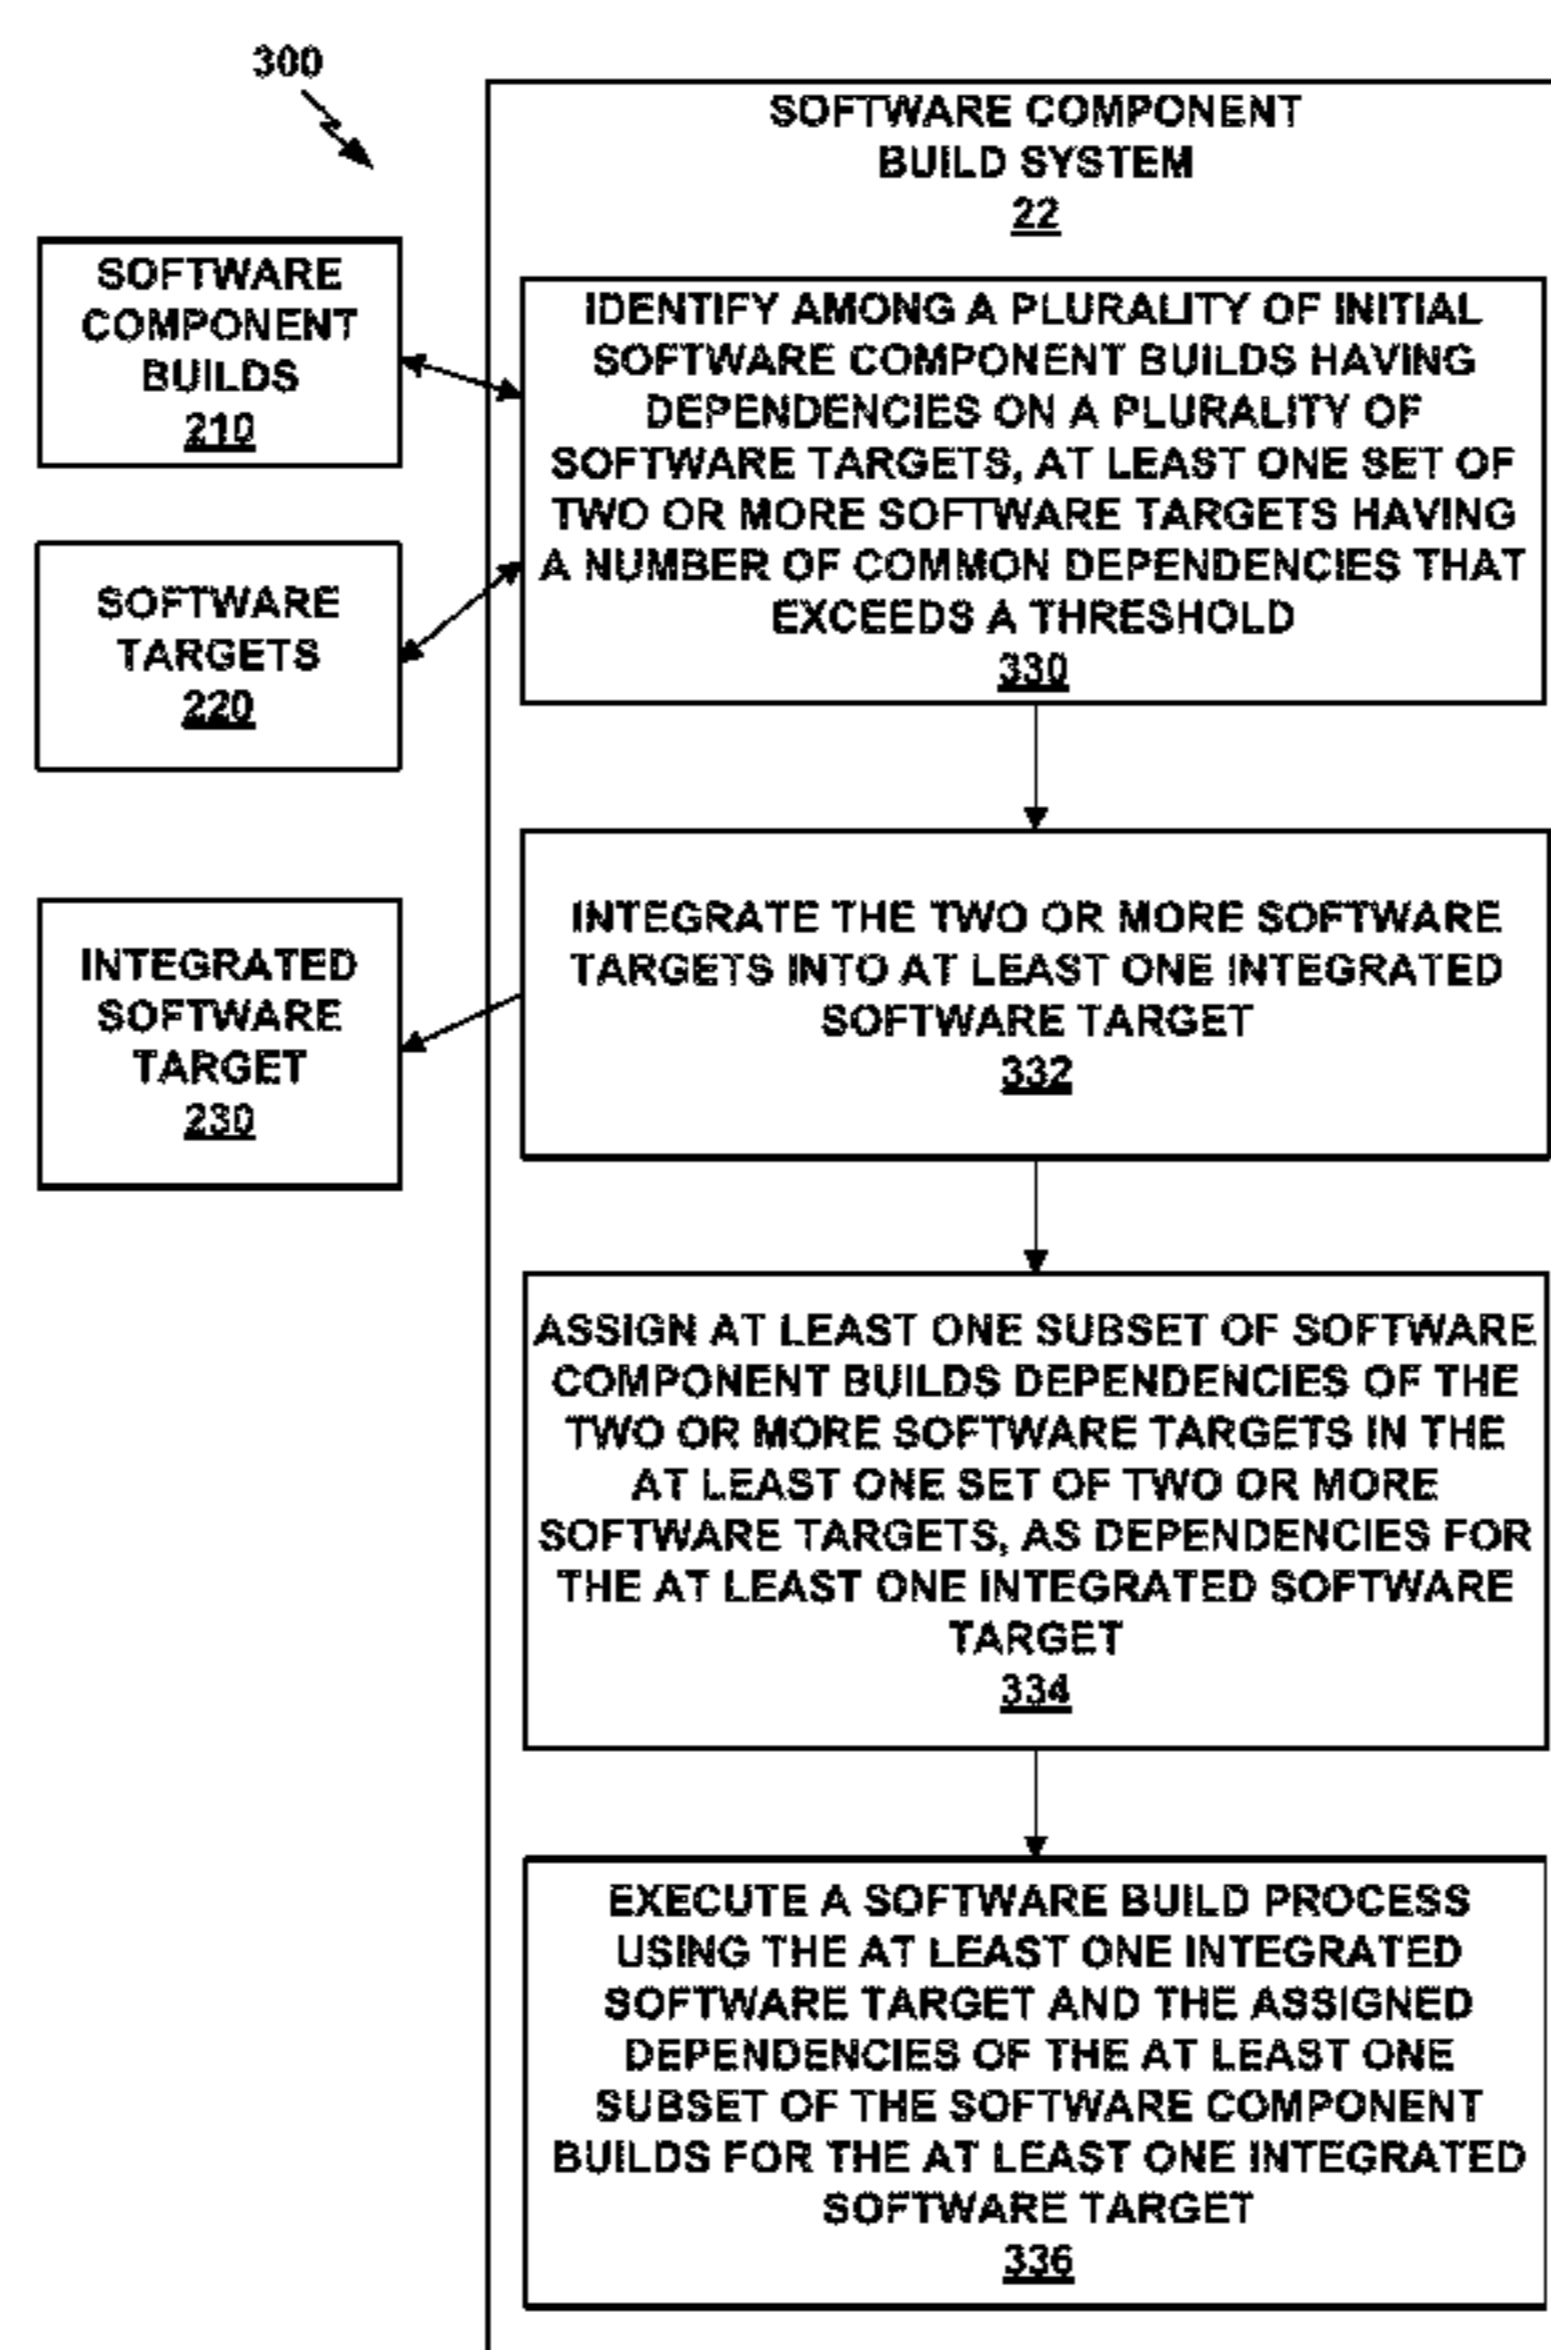 300
SOFTWARE COMPONENT
BUILD SYSTEM
22
SOFTWARE
COMPONENT
BUILDS
210
SOFTWARE
TARGETS
220
INTEGRATED
SOFTWARE
TARGET
230
IDENTIFY AMONG A PLURALITY OF INITIAL
SOFTWARE COMPONENT BUILDS HAVING
DEPENDENCIES ON A PLURALITY OF
SOFTWARE TARGETS, AT LEAST ONE SET OF
TWO OR MORE SOFTWARE TARGETS HAVING
A NUMBER OF COMMON DEPENDENCIES THAT
EXCEEDS A THRESHOLD
330
INTEGRATE THE TWO OR MORE SOFTWARE
TARGETS INTO AT LEAST ONE INTEGRATED
SOFTWARE TARGET
332
ASSIGN AT LEAST ONE SUBSET OF SOFTWARE
COMPONENT BUILDS DEPENDENCIES OF THE
TWO OR MORE SOFTWARE TARGETS IN THE
AT LEAST ONE SET OF TWO OR MORE
SOFTWARE TARGETS, AS DEPENDENCIES FOR
THE AT LEAST ONE INTEGRATED SOFTWARE
TARGET
334
EXECUTE A SOFTWARE BUILD PROCESS
USING THE AT LEAST ONE INTEGRATED
SOFTWARE TARGET AND THE ASSIGNED
DEPENDENCIES OF THE AT LEAST ONE
SUBSET OF THE SOFTWARE COMPONENT
BUILDS FOR THE AT LEAST ONE INTEGRATED
SOFTWARE TARGET
336